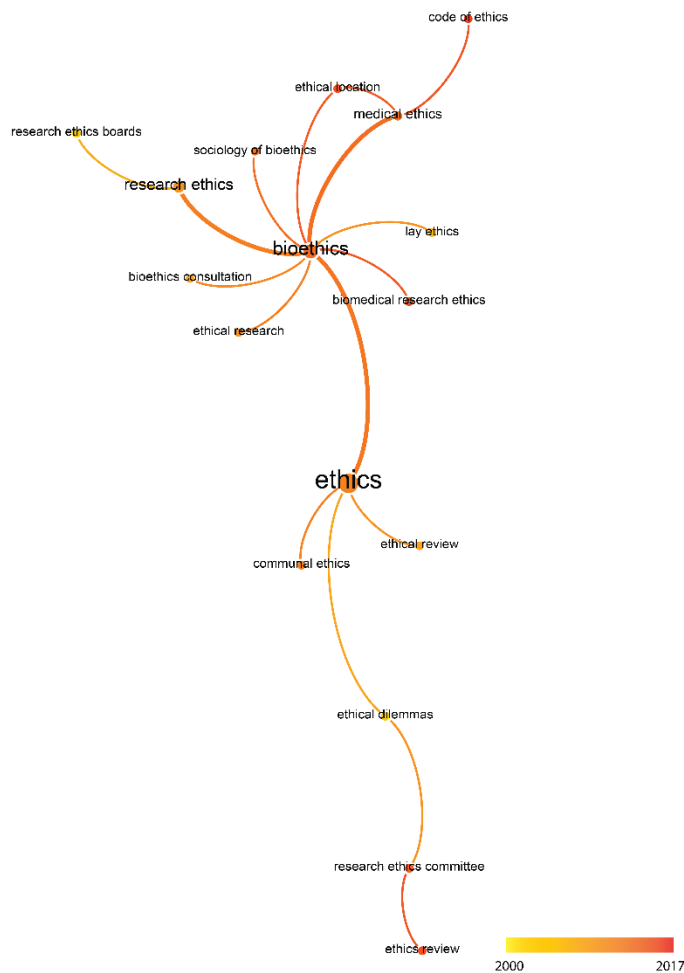 code of ethics
ethical location
medical ethics
research ethics boards
sociology of bioethics
research ethics
lay ethics
bioethics
bioethics consultation
biomedical research ethics
ethical research
ethics
ethical review
communal ethics
ethical dilemmas
research ethics committee
ethics review
2000
2017